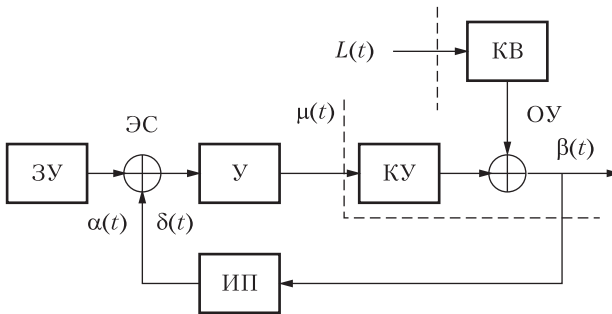 L(t)
КВ
ЭС
μ(t)
ОУ
β(t)
ЗУ
У
КУ
α(t)
δ(t)
ИП